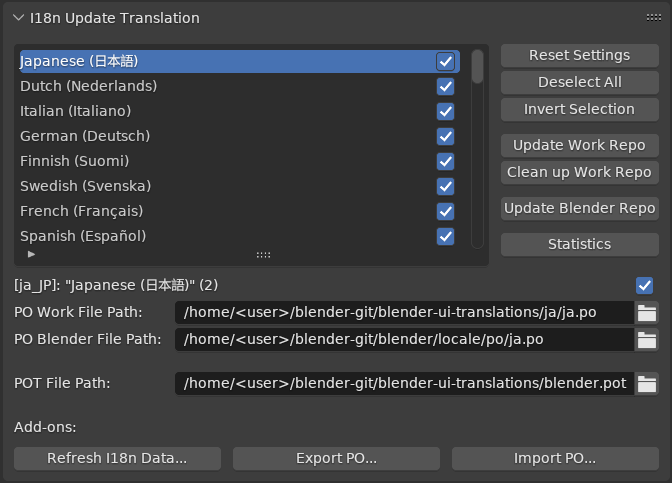 I18n Update Translation
Japanese (日本語)
Dutch (Nederlands)
Italian (Italiano)
German (Deutsch)
Finnish (Suomi)
Swedish (Svenska)
French (Français)
Spanish (Español)
Reset Settings
Deselect All
Invert Selection
Update Work Repo
Clean up Work Repo
Update Blender Repo
Statistics
[ja_JP]: "Japanese (日本語)" (2)
PO Work File Path: /home/<user>/blender-git/blender-ui-translations/ja/ja.po
PO Blender File Path: /home/<user>/blender-git/blender/locale/po/ja.po
POT File Path: /home/<user>/blender-git/blender-ui-translations/blender.pot
Add-ons:
Refresh I18n Data... Export PO... Import PO...